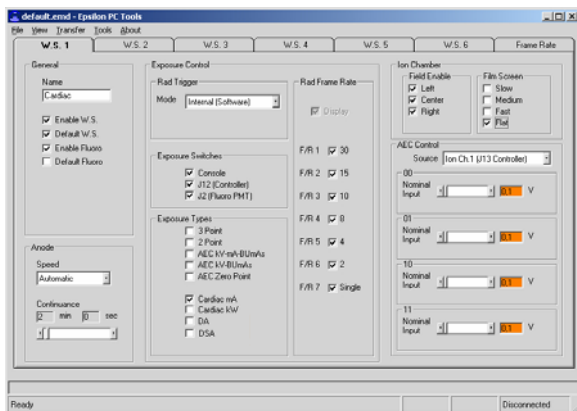 default.emd - Epsilon PC Tools
File View Transfer Tools About
W.S. 1 W.S. 2 W.S. 3 W.S. 4 W.S. 5 W.S. 6 Frame Rate
General
Name
Cardiac
Enable W.S.
Default W.S.
Enable Fluoro
Default Fluoro
Anode
Speed
Automatic
Continuance
2 min 0 sec
Exposure Control
Rad Trigger
Mode Internal (Software)
Exposure Switches
Console
J12 (Controller)
J2 (Fluoro PMT)
Exposure Types
3 Point
2 Point
AEC kV-mA-BUmAs
AEC kV-BUmAs
AEC Zero Point
Cardiac mA
Cardiac kW
DA
DSA
Rad Frame Rate
Display
F/R 1 30
F/R 2 15
F/R 3 10
F/R 4 8
F/R 5 4
F/R 6 2
F/R 7 Single
Ion Chamber
Field Enable
Left
Center
Right
Film Screen
Slow
Medium
Fast
Flat
AEC Control
Source Ion Ch.1 (J13 Controller)
00
Nominal Input 0,1 V
01
Nominal Input 0,1 V
10
Nominal Input 0,1 V
11
Nominal Input 0,1 V
Ready
Disconnected